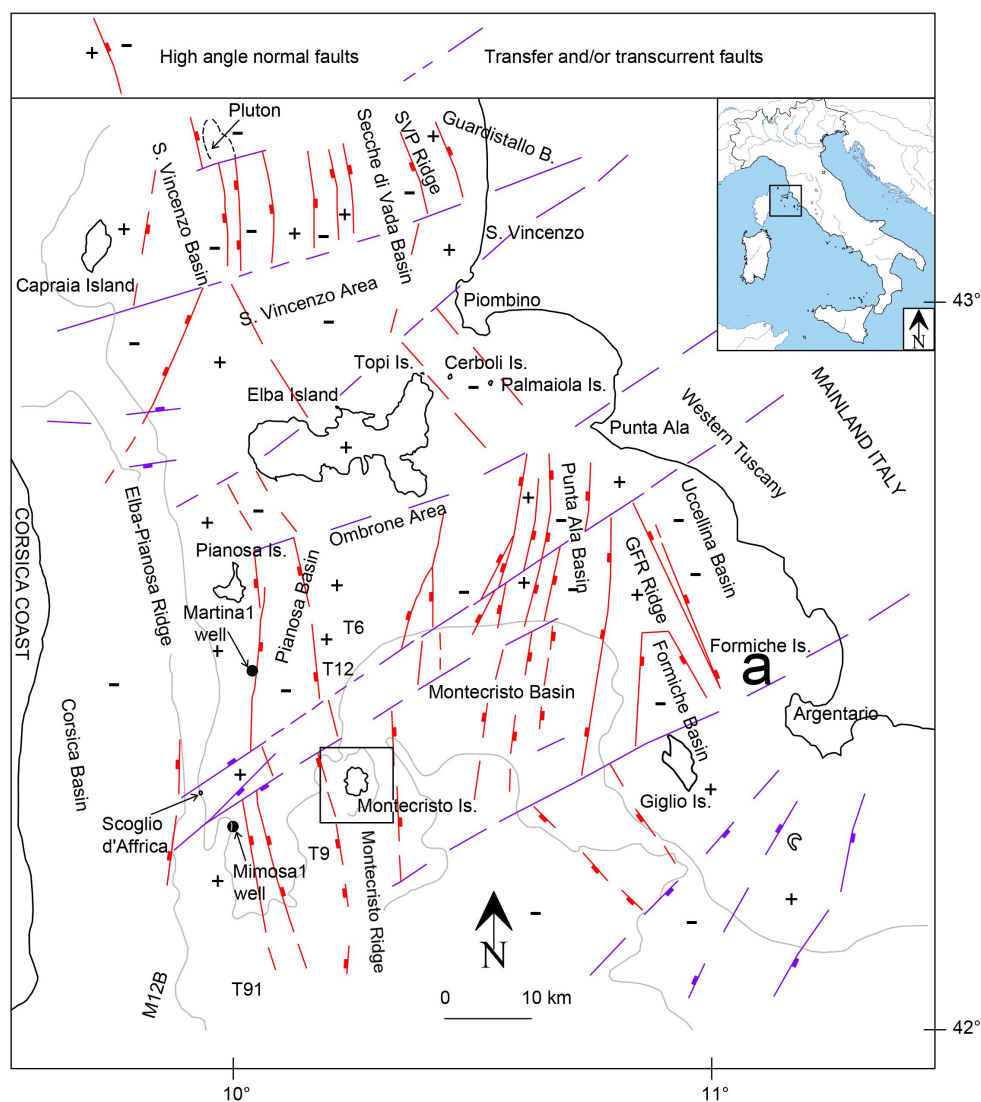 High angle normal faults
Transfer and/or transcurrent faults
Pluton
S. Vincenzo Basin
Secche di Vada Basin
SVP Ridge
Guardistallo B.
S. Vincenzo
Capraia Island
S. Vincenzo Area
Piombino
43°
Topi Is.
Cerboli Is.
Palmaiola Is.
Elba Island
Punta Ala
Western Tuscany
MAINLAND ITALY
CORSICA COAST
Elba-Pianosa Ridge
Ombrone Area
Punta Ala Basin
Uccellina Basin
GFR Ridge
Pianosa Is.
Pianosa Basin
Martina1
well
T6
T12
Formiche Is.
a
Formiche Basin
Montecristo Basin
Argentario
Corsica Basin
Giglio Is.
Montecristo Is.
Scoglio
d'Affrica
T9
Montecristo Ridge
Mimosa1
well
N
M12B
T91
0 10 km
42°
10° 11°